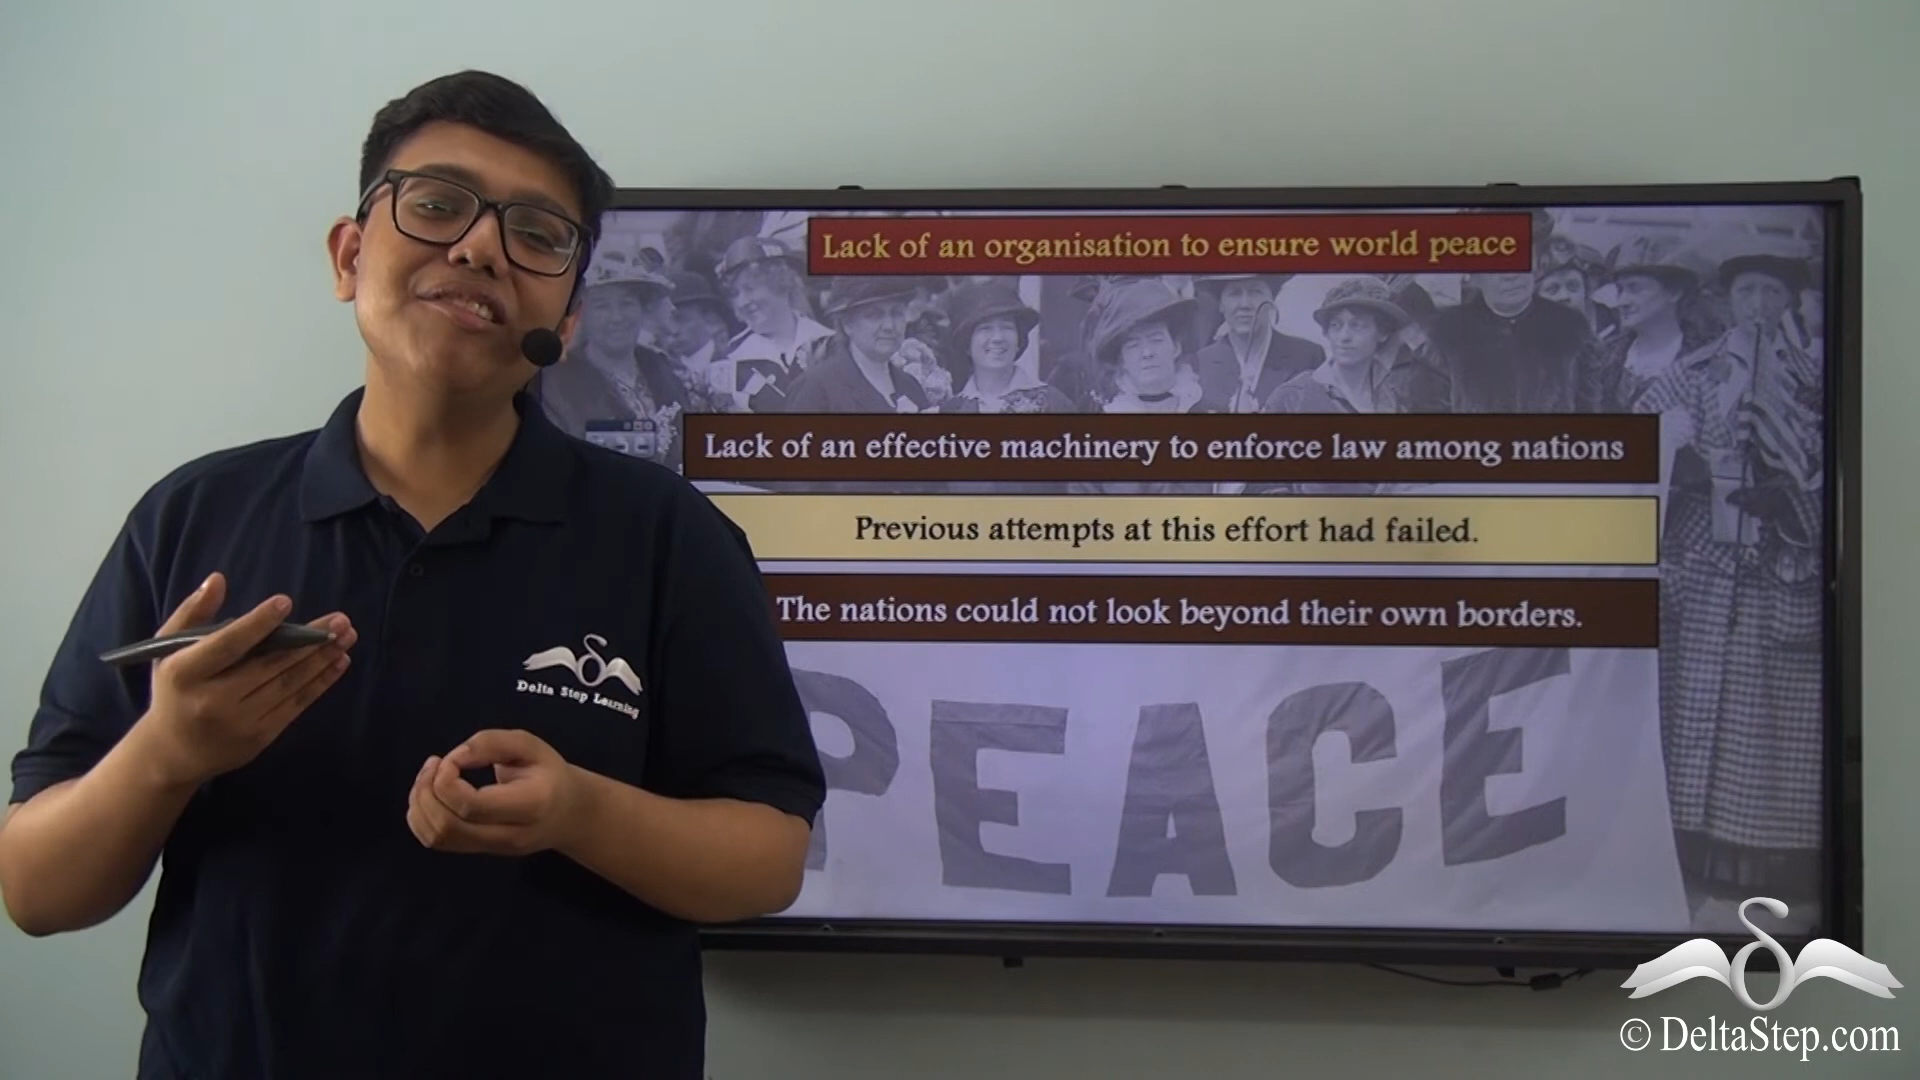 Lack of an organisation to ensure world peace
Lack of an effective machinery to enforce law among nations
Previous attempts at this effort had failed.
The nations could not look beyond their own borders.
PEACE
Delta Step Learning
© DeltaStep.com